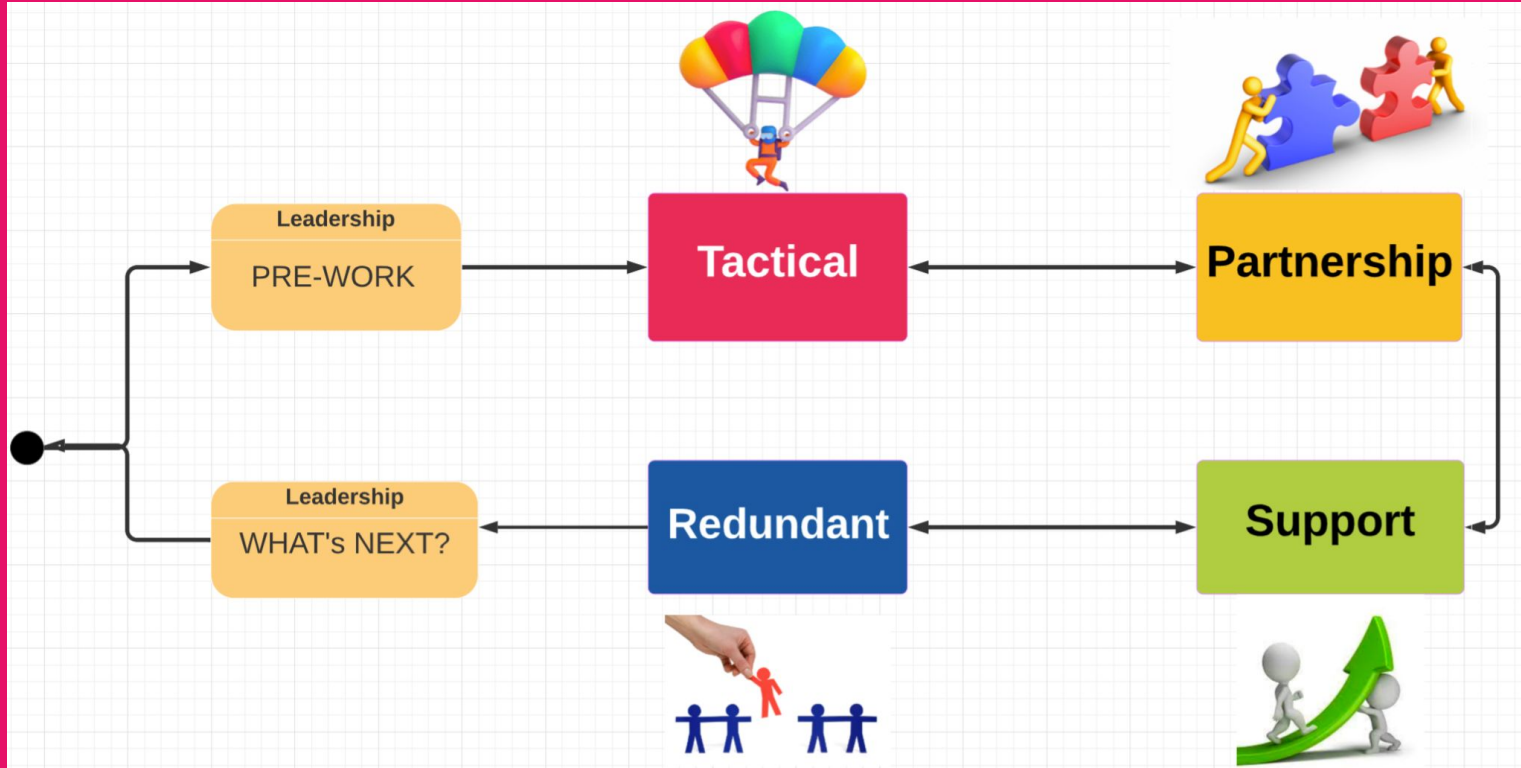 Leadership
PRE-WORK
Tactical
Partnership
Leadership
WHAT's NEXT?
Redundant
Support